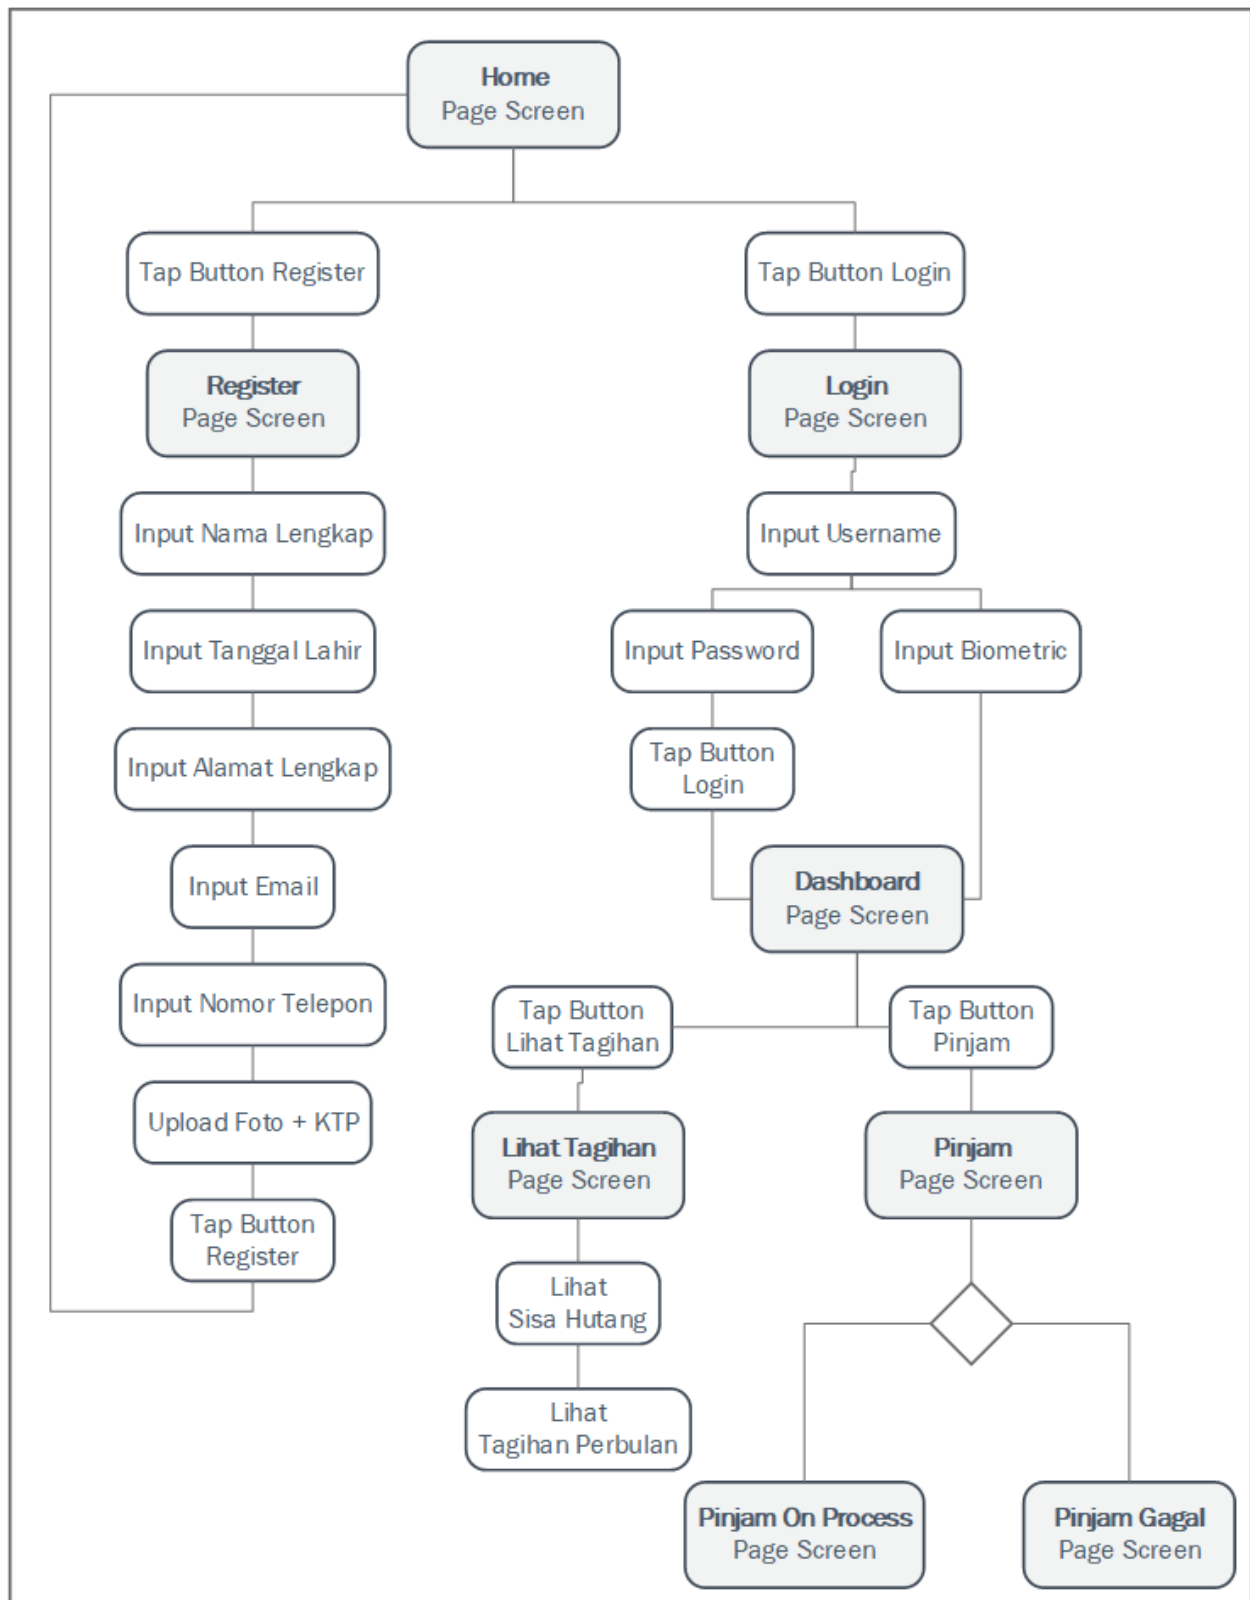 Home
Page Screen
Tap Button Register
Tap Button Login
Register
Page Screen
Login
Page Screen
Input Nama Lengkap
Input Username
Input Tanggal Lahir
Input Password
Input Biometric
Input Alamat Lengkap
Tap Button
Login
Input Email
Dashboard
Page Screen
Input Nomor Telepon
Tap Button
Lihat Tagihan
Tap Button
Pinjam
Upload Foto + KTP
Lihat Tagihan
Page Screen
Pinjam
Page Screen
Tap Button
Register
Lihat
Sisa Hutang
Lihat
Tagihan Perbulan
Pinjam On Process
Page Screen
Pinjam Gagal
Page Screen